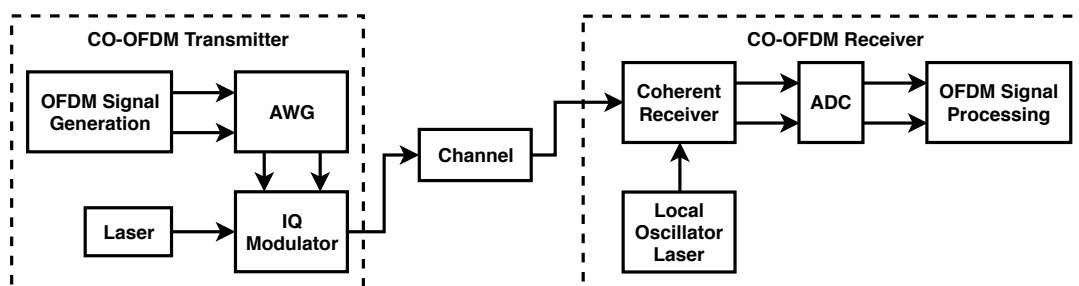 CO-OFDM Transmitter
OFDM Signal
Generation
AWG
Laser
IQ
Modulator
Channel
CO-OFDM Receiver
Coherent
Receiver
ADC
OFDM Signal
Processing
Local
Oscillator
Laser